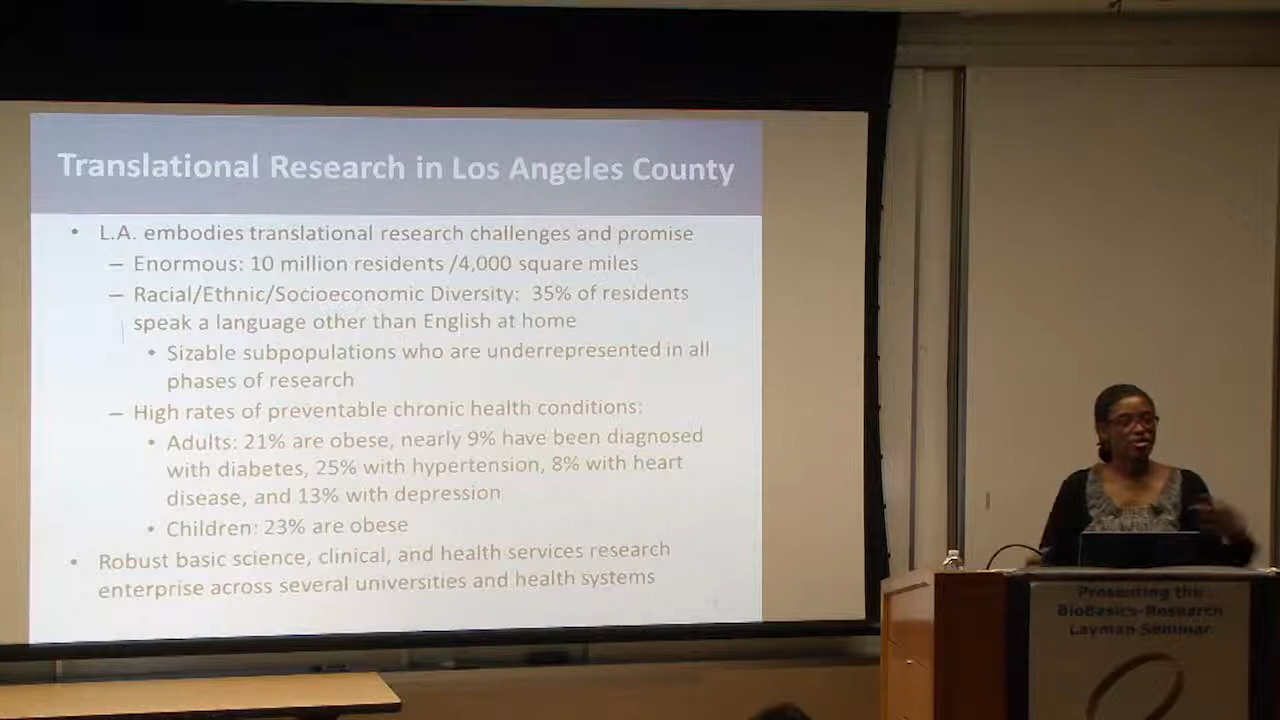 Translational Research in Los Angeles County
• L.A. embodies translational research challenges and promise
– Enormous: 10 million residents /4,000 square miles
– Racial/Ethnic/Socioeconomic Diversity: 35% of residents
speak a language other than English at home
• Sizable subpopulations who are underrepresented in all
phases of research
– High rates of preventable chronic health conditions:
• Adults: 21% are obese, nearly 9% have been diagnosed
with diabetes, 25% with hypertension, 8% with heart
disease, and 13% with depression
• Children: 23% are obese
• Robust basic science, clinical, and health services research
enterprise across several universities and health systems
Presenting the
BioBasics-Research
Layman Seminar